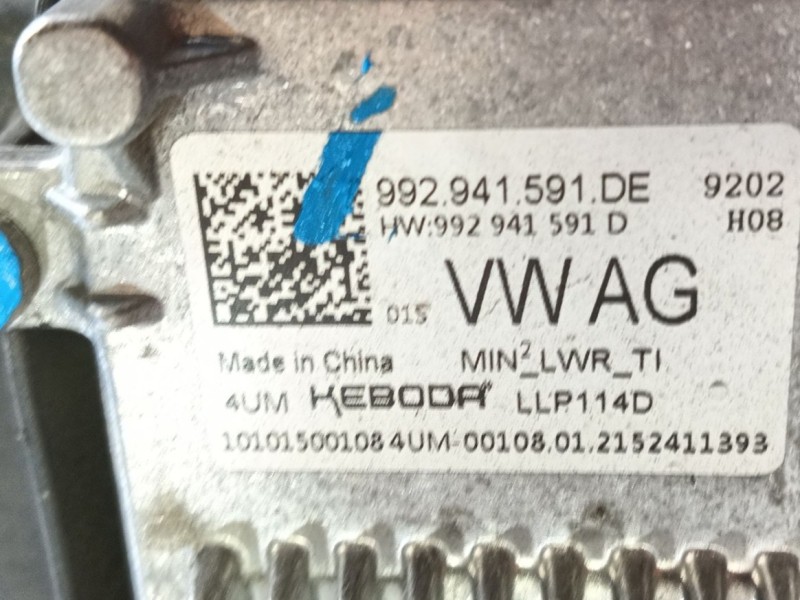 992.941.591.DE 9202
HW:992 941 591 D H08
015 VW AG
Made in China MIN²_LWR_TI
4UM KEBODA LLP114D
10101500108 4UM-00108.01.2152411393